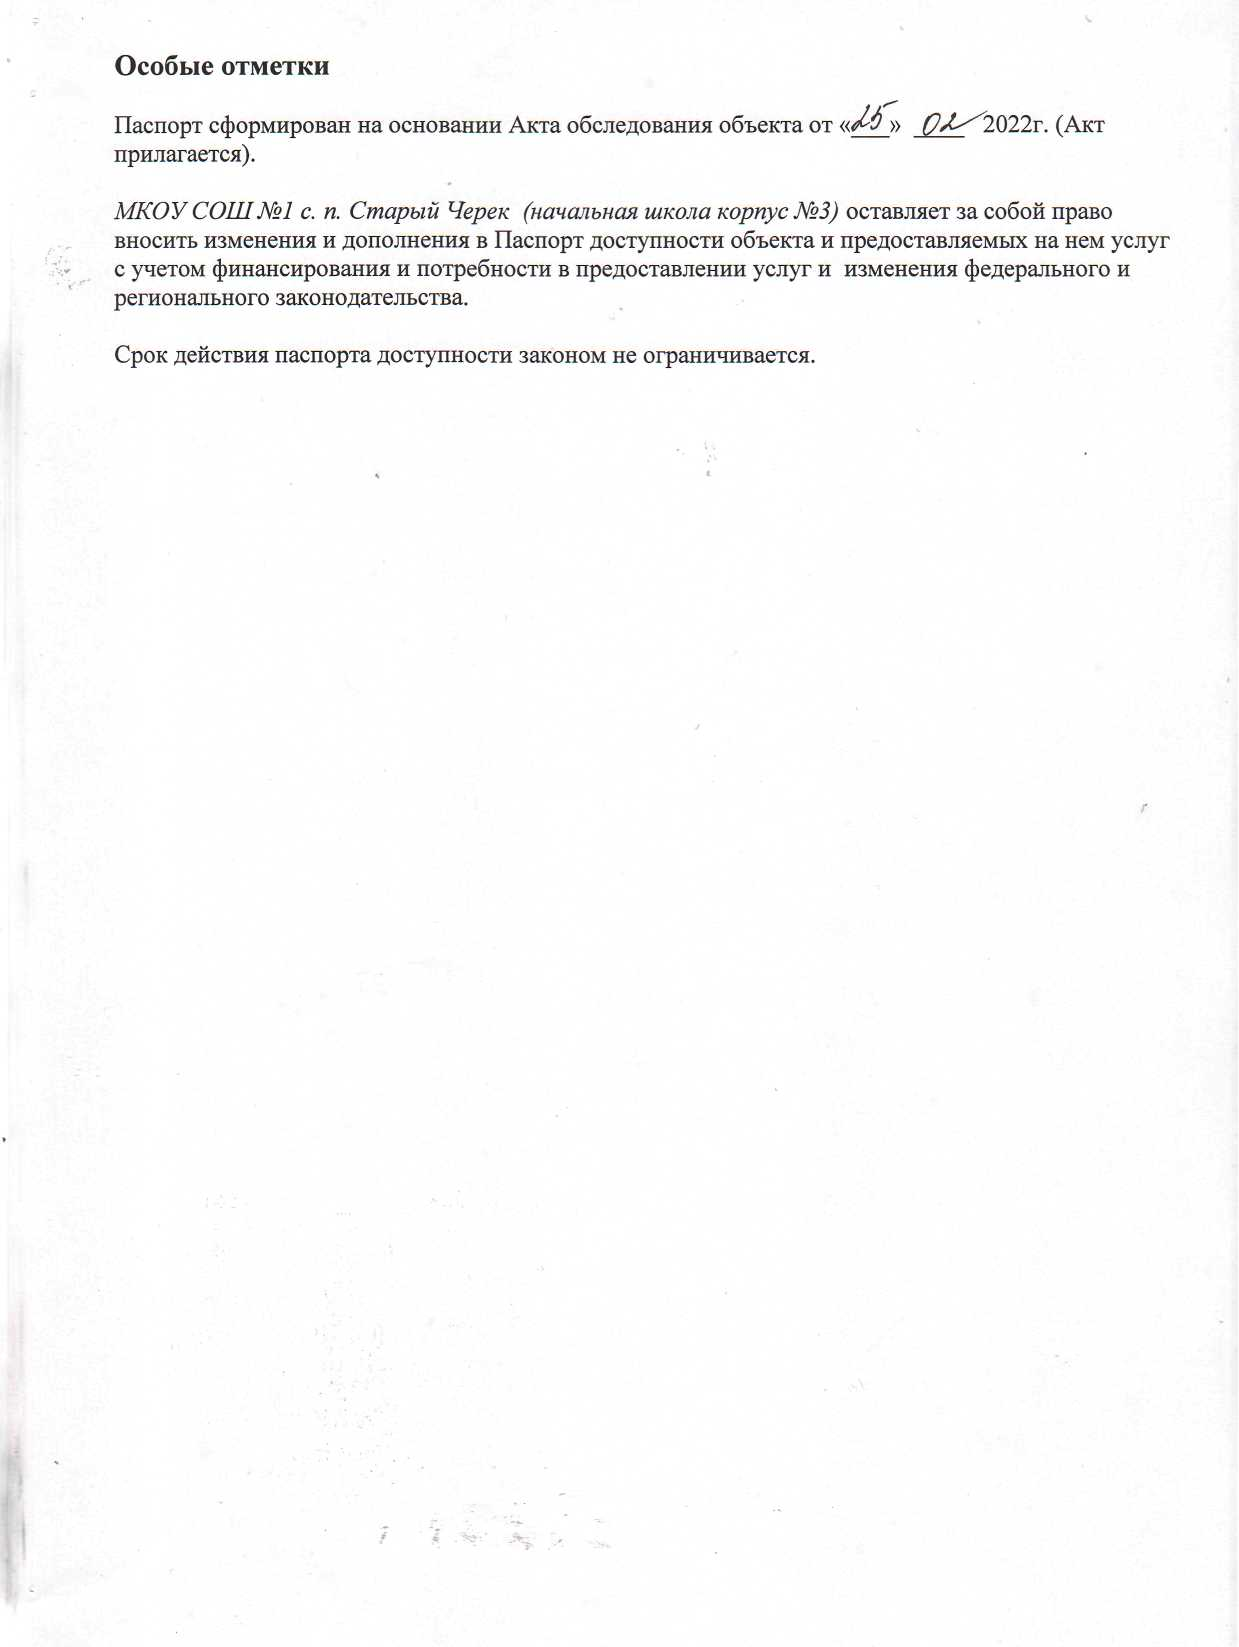 Особые отметки
Паспорт сформирован на основании Акта обследования объекта от «25» 02 2022г. (Акт
прилагается).
МКОУ СОШ №1 с. п. Старый Черек (начальная школа корпус №3) оставляет за собой право
вносить изменения и дополнения в Паспорт доступности объекта и предоставляемых на нем услуг
с учетом финансирования и потребности в предоставлении услуг и изменения федерального и
регионального законодательства.
Срок действия паспорта доступности законом не ограничивается.